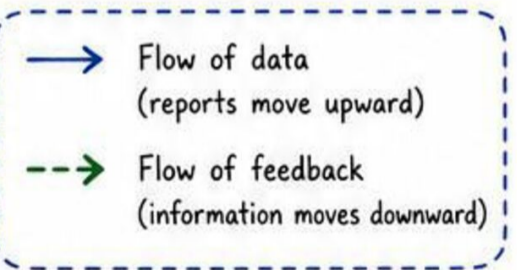 Flow of data
(reports move upward)
Flow of feedback
(information moves downward)